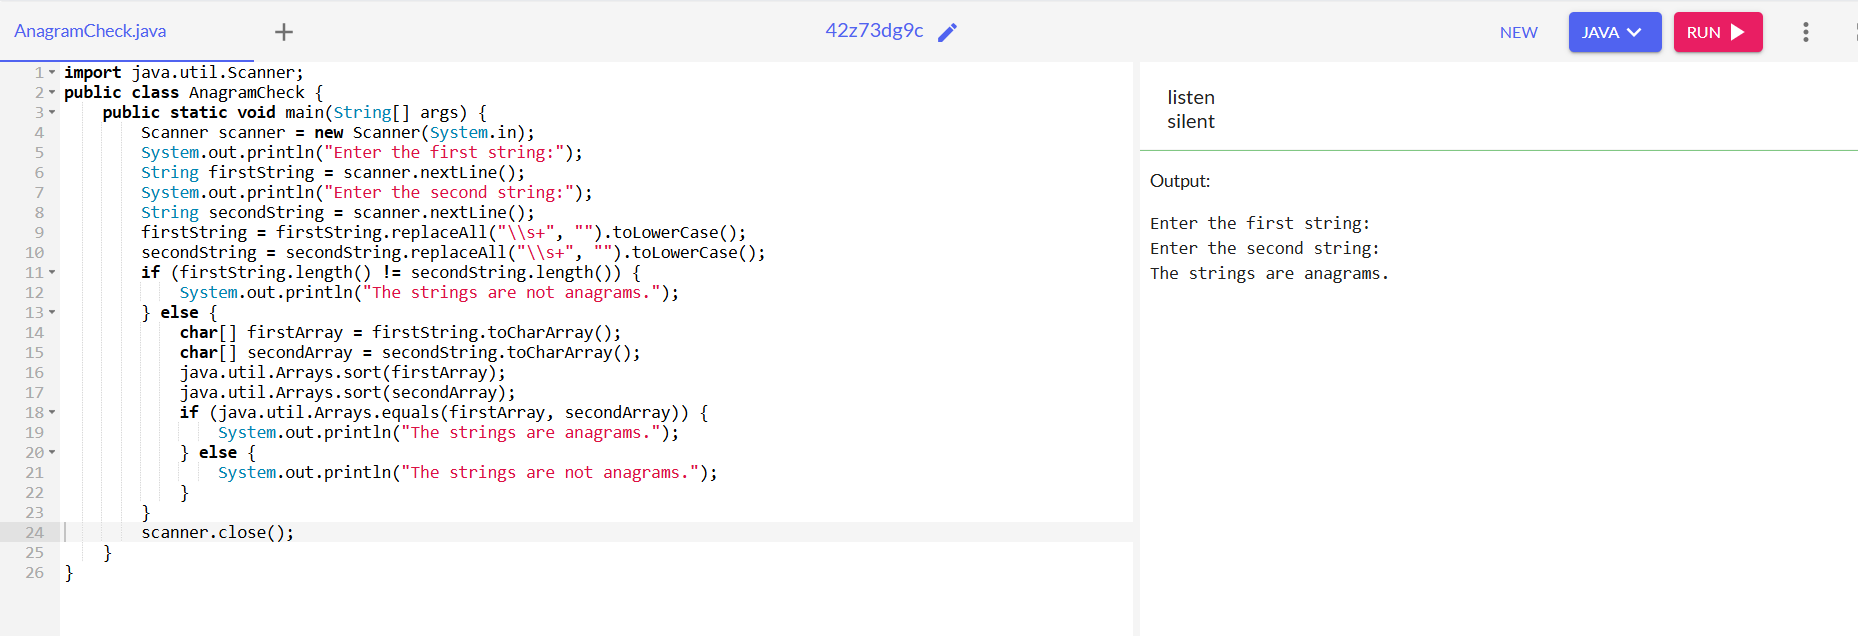 AnagramCheck.java + 42z73dg9c NEW JAVA RUN
1 import java.util.Scanner;
2 public class AnagramCheck {
3     public static void main(String[] args) {
4         Scanner scanner = new Scanner(System.in);
5         System.out.println("Enter the first string:");
6         String firstString = scanner.nextLine();
7         System.out.println("Enter the second string:");
8         String secondString = scanner.nextLine();
9         firstString = firstString.replaceAll("\\s+", "").toLowerCase();
10         secondString = secondString.replaceAll("\\s+", "").toLowerCase();
11         if (firstString.length() != secondString.length()) {
12             System.out.println("The strings are not anagrams.");
13         } else {
14             char[] firstArray = firstString.toCharArray();
15             char[] secondArray = secondString.toCharArray();
16             java.util.Arrays.sort(firstArray);
17             java.util.Arrays.sort(secondArray);
18             if (java.util.Arrays.equals(firstArray, secondArray)) {
19                 System.out.println("The strings are anagrams.");
20             } else {
21                 System.out.println("The strings are not anagrams.");
22             }
23         }
24         scanner.close();
25     }
26 }
listen
silent
Output:
Enter the first string:
Enter the second string:
The strings are anagrams.